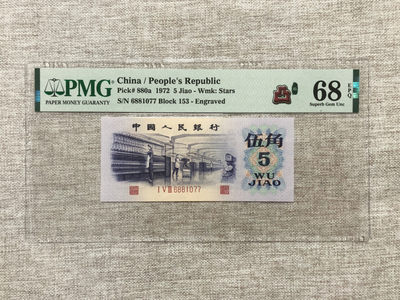 PMG
PAPER MONEY GUARANTY
China / People's Republic
Pick# 880a 1972 5 Jiao - Wmk: Stars
S/N 6881077 Block 153 - Engraved
68
EPQ
Superb Gem Unc
中国人民银行
伍角
5
WU
JIAO
I V III 6881077